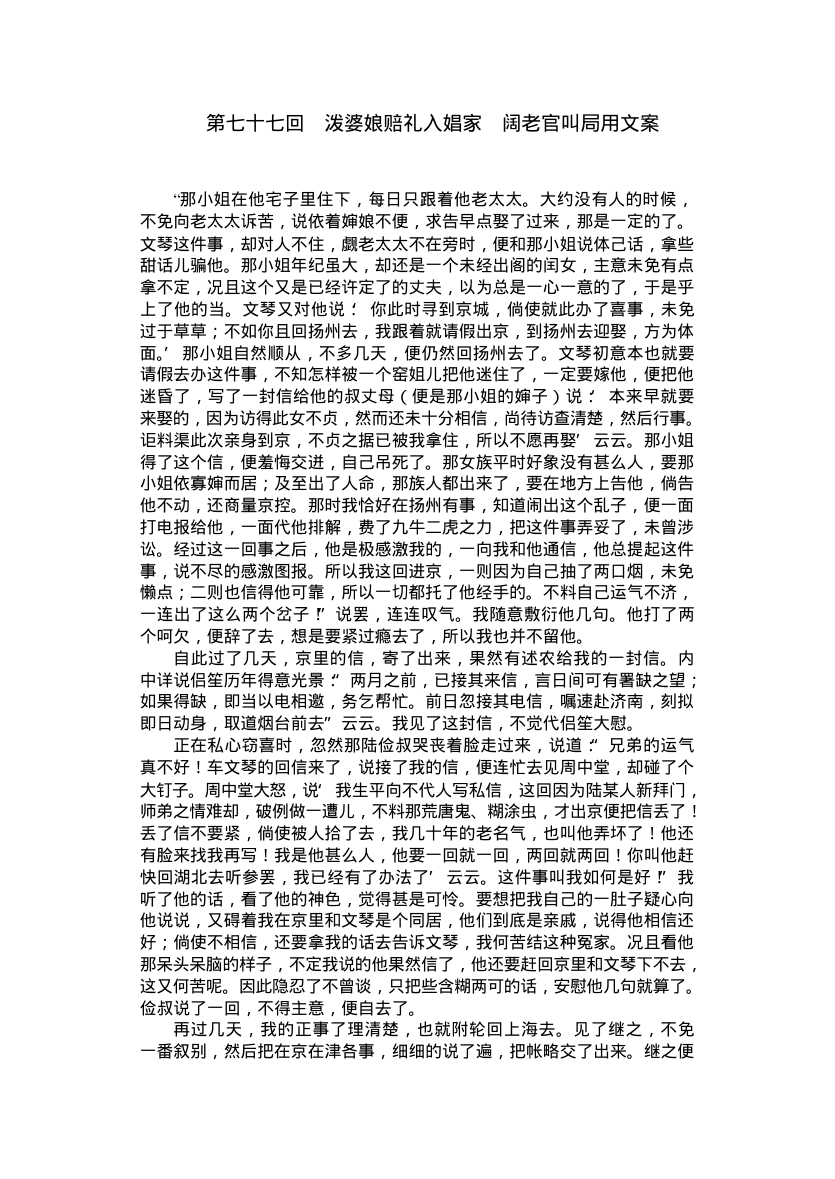 第七十七回　泼婆娘赔礼入娼家　阔老官叫局用文案
“那小姐在他宅子里住下，每日只跟着他老太太。大约没有人的时候，
不免向老太太诉苦，说依着婶娘不便，求告早点娶了过来，那是一定的了。
文琴这件事，却对人不住，觑老太太不在旁时，便和那小姐说体己话，拿些
甜话儿骗他。那小姐年纪虽大，却还是一个未经出阁的闺女，主意未免有点
拿不定，况且这个又是已经许定了的丈夫，以为总是一心一意的了，于是乎
上了他的当。文琴又对他说：‘你此时寻到京城，倘使就此办了喜事，未免
过于草草；不如你且回扬州去，我跟着就请假出京，到扬州去迎娶，方为体
面。’那小姐自然顺从，不多几天，便仍然回扬州去了。文琴初意本也就要
请假去办这件事，不知怎样被一个窑姐儿把他迷住了，一定要嫁他，便把他
迷昏了，写了一封信给他的叔丈母（便是那小姐的婶子）说：‘本来早就要
来娶的，因为访得此女不贞，然而还未十分相信，尚待访查清楚，然后行事。
讵料渠此次亲身到京，不贞之据已被我拿住，所以不愿再娶’云云。那小姐
得了这个信，便羞悔交迸，自己吊死了。那女族平时好象没有甚么人，要那
小姐依寡婶而居；及至出了人命，那族人都出来了，要在地方上告他，倘告
他不动，还商量京控。那时我恰好在扬州有事，知道闹出这个乱子，便一面
打电报给他，一面代他排解，费了九牛二虎之力，把这件事弄妥了，未曾涉
讼。经过这一回事之后，他是极感激我的，一向我和他通信，他总提起这件
事，说不尽的感激图报。所以我这回进京，一则因为自己抽了两口烟，未免
懒点；二则也信得他可靠，所以一切都托了他经手的。不料自己运气不济，
一连出了这么两个岔子！”说罢，连连叹气。我随意敷衍他几句。他打了两
个呵欠，便辞了去，想是要紧过瘾去了，所以我也并不留他。
自此过了几天，京里的信，寄了出来，果然有述农给我的一封信。内
中详说侣笙历年得意光景：“两月之前，已接其来信，言日间可有署缺之望；
如果得缺，即当以电相邀，务乞帮忙。前日忽接其电信，嘱速赴济南，刻拟
即日动身，取道烟台前去”云云。我见了这封信，不觉代侣笙大慰。
正在私心窃喜时，忽然那陆俭叔哭丧着脸走过来，说道：“兄弟的运气
真不好！车文琴的回信来了，说接了我的信，便连忙去见周中堂，却碰了个
大钉子。周中堂大怒，说‘我生平向不代人写私信，这回因为陆某人新拜门，
师弟之情难却，破例做一遭儿，不料那荒唐鬼、糊涂虫，才出京便把信丢了！
丢了信不要紧，倘使被人拾了去，我几十年的老名气，也叫他弄坏了！他还
有脸来找我再写！我是他甚么人，他要一回就一回，两回就两回！你叫他赶
快回湖北去听参罢，我已经有了办法了’云云。这件事叫我如何是好！”我
听了他的话，看了他的神色，觉得甚是可怜。要想把我自己的一肚子疑心向
他说说，又碍着我在京里和文琴是个同居，他们到底是亲戚，说得他相信还
好；倘使不相信，还要拿我的话去告诉文琴，我何苦结这种冤家。况且看他
那呆头呆脑的样子，不定我说的他果然信了，他还要赶回京里和文琴下不去，
这又何苦呢。因此隐忍了不曾谈，只把些含糊两可的话，安慰他几句就算了。
俭叔说了一回，不得主意，便自去了。
再过几天，我的正事了理清楚，也就附轮回上海去。见了继之，不免
一番叙别，然后把在京在津各事，细细的说了遍，把帐略交了出来。继之便